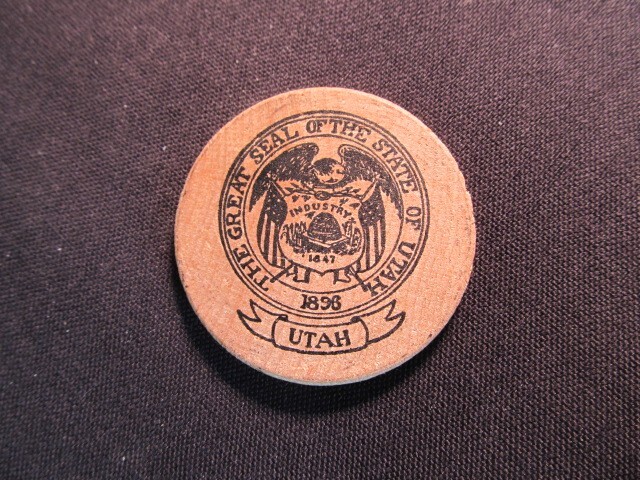 THE GREAT SEAL OF THE STATE OF UTAH
INDUSTRY
1847
1896
UTAH